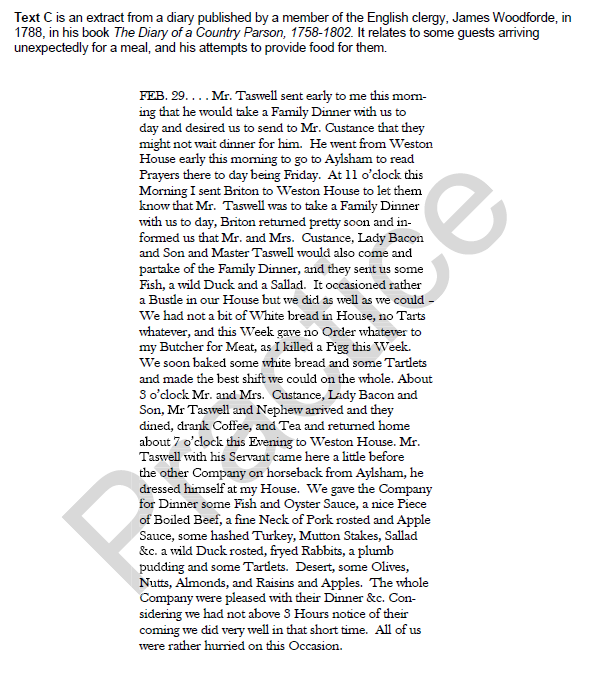 Text C is an extract from a diary published by a member of the English clergy, James Woodforde, in
1788, in his book The Diary of a Country Parson, 1758-1802. It relates to some guests arriving
unexpectedly for a meal, and his attempts to provide food for them.
FEB. 29. . . . Mr. Taswell sent early to me this morn-
ing that he would take a Family Dinner with us to
day and desired us to send to Mr. Custance that they
might not wait dinner for him. He went from Weston
House early this morning to go to Aylsham to read
Prayers there to day being Friday. At 11 o'clock this
Morning I sent Briton to Weston House to let them
know that Mr. Taswell was to take a Family Dinner
with us to day, Briton returned pretty soon and in-
formed us that Mr. and Mrs. Custance, Lady Bacon
and Son and Master Taswell would also come and
partake of the Family Dinner, and they sent us some
Fish, a wild Duck and a Sallad. It occasioned rather
a Bustle in our House but we did as well as we could –
We had not a bit of White bread in House, no Tarts
whatever, and this Week gave no Order whatever to
my Butcher for Meat, as I killed a Pigg this Week.
We soon baked some white bread and some Tartlets
and made the best shift we could on the whole. About
3 o'clock Mr. and Mrs. Custance, Lady Bacon and
Son, Mr Taswell and Nephew arrived and they
dined, drank Coffee, and Tea and returned home
about 7 o'clock this Evening to Weston House. Mr.
Taswell with his Servant came here a little before
the other Company on horseback from Aylsham, he
dressed himself at my House. We gave the Company
for Dinner some Fish and Oyster Sauce, a nice Piece
of Boiled Beef, a fine Neck of Pork rosted and Apple
Sauce, some hashed Turkey, Mutton Stakes, Sallad
&c. a wild Duck rosted, fryed Rabbits, a plumb
pudding and some Tartlets. Desert, some Olives,
Nutts, Almonds, and Raisins and Apples. The whole
Company were pleased with their Dinner &c. Con-
sidering we had not above 3 Hours notice of their
coming we did very well in that short time. All of us
were rather hurried on this Occasion.
Practice